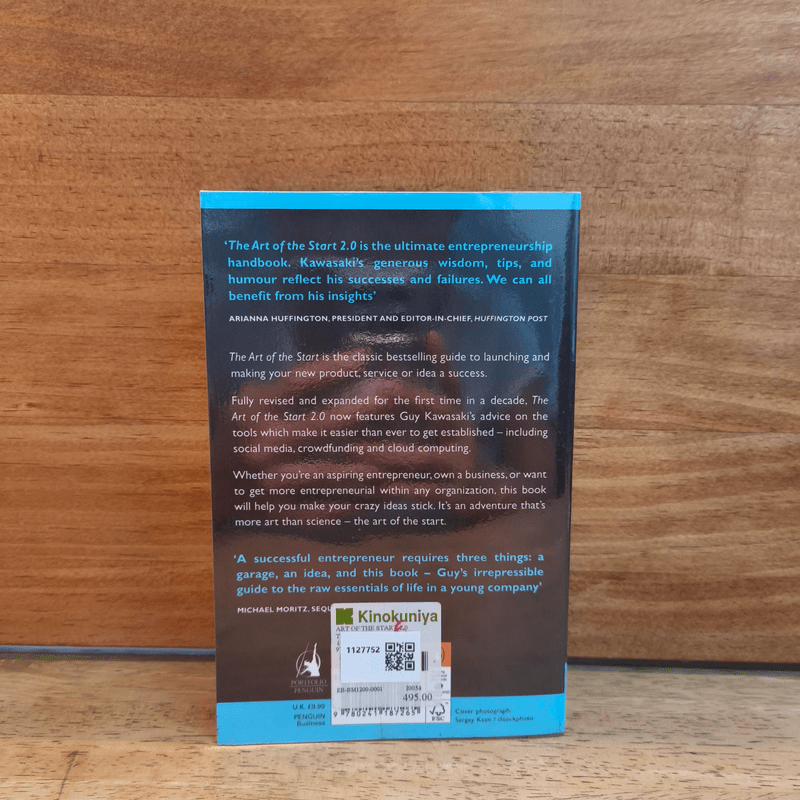 'The Art of the Start 2.0 is the ultimate entrepreneurship
handbook. Kawasaki's generous wisdom, tips, and
humour reflect his successes and failures. We can all
benefit from his insights'
ARIANNA HUFFINGTON, PRESIDENT AND EDITOR-IN-CHIEF, HUFFINGTON POST
The Art of the Start is the classic bestselling guide to launching and
making your new product, service or idea a success.
Fully revised and expanded for the first time in a decade, The
Art of the Start 2.0 now features Guy Kawasaki's advice on the
tools which make it easier than ever to get established – including
social media, crowdfunding and cloud computing.
Whether you're an aspiring entrepreneur, own a business, or want
to get more entrepreneurial within any organization, this book
will help you make your crazy ideas stick. It's an adventure that's
more art than science – the art of the start.
'A successful entrepreneur requires three things: a
garage, an idea, and this book – Guy's irrepressible
guide to the raw essentials of life in a young company'
MICHAEL MORITZ, SEQU
Kinokuniya
ART OF THE START 2.0
1127752
495.00
9 780241 187265
PORTFOLIO
PENGUIN
U.K. £9.99
PENGUIN
Business
FSC
Cover photograph: